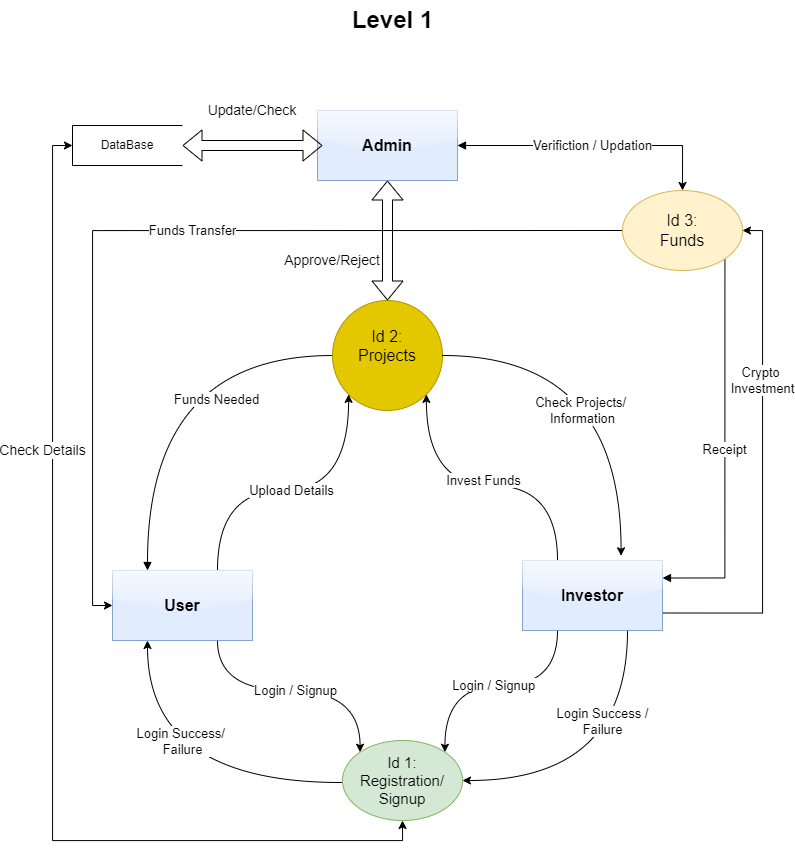 Level 1
Update/Check
DataBase
Admin
Verifiction / Updation
Id 3:
Funds
Funds Transfer
Approve/Reject
Id 2:
Projects
Crypto
Investment
Funds Needed
Check Projects/
Information
Check Details
Receipt
Upload Details
Invest Funds
User
Investor
Login / Signup
Login / Signup
Login Success/
Failure
Login Success /
Failure
Id 1:
Registration/
Signup